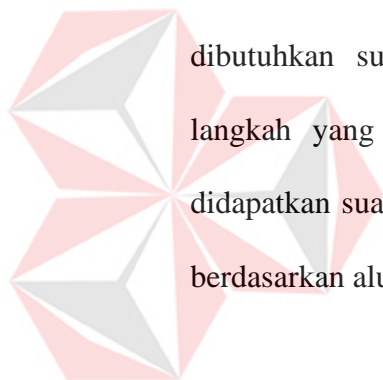 dibutuhkan su
langkah yang
didapatkan sua
berdasarkan alu